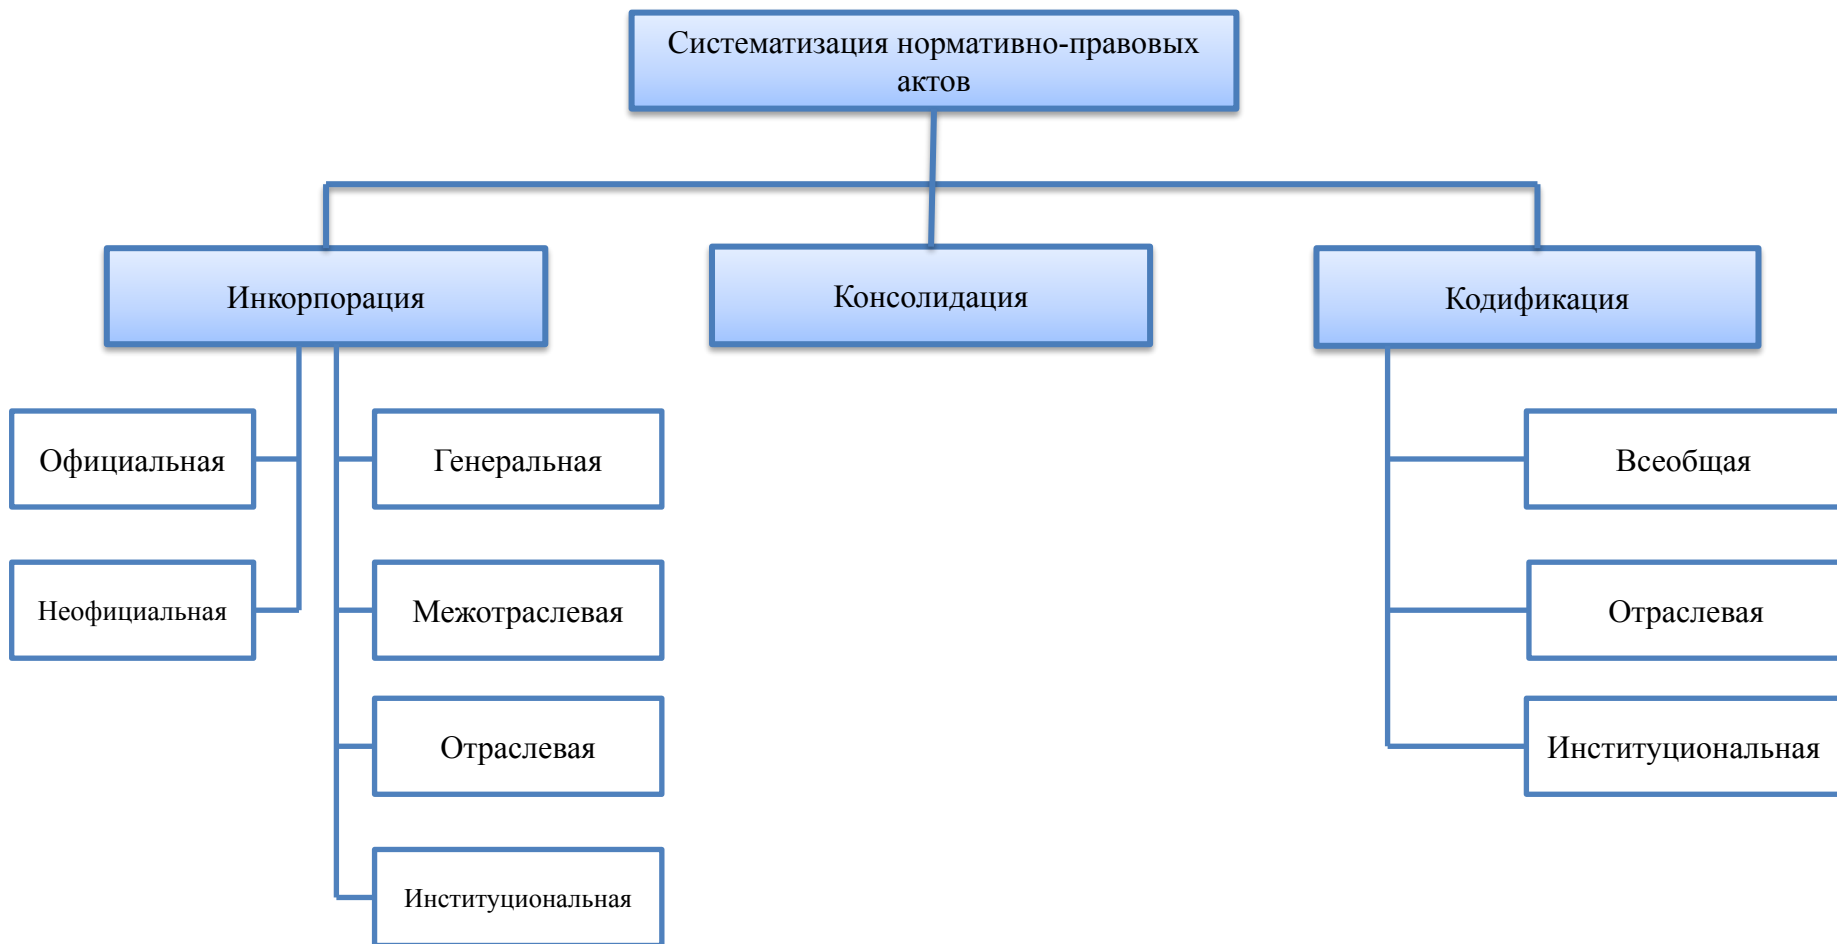 Систематизация нормативно-правовых
актов
Инкорпорация
Консолидация
Кодификация
Официальная
Генеральная
Всеобщая
Неофициальная
Межотраслевая
Отраслевая
Отраслевая
Институциональная
Институциональная